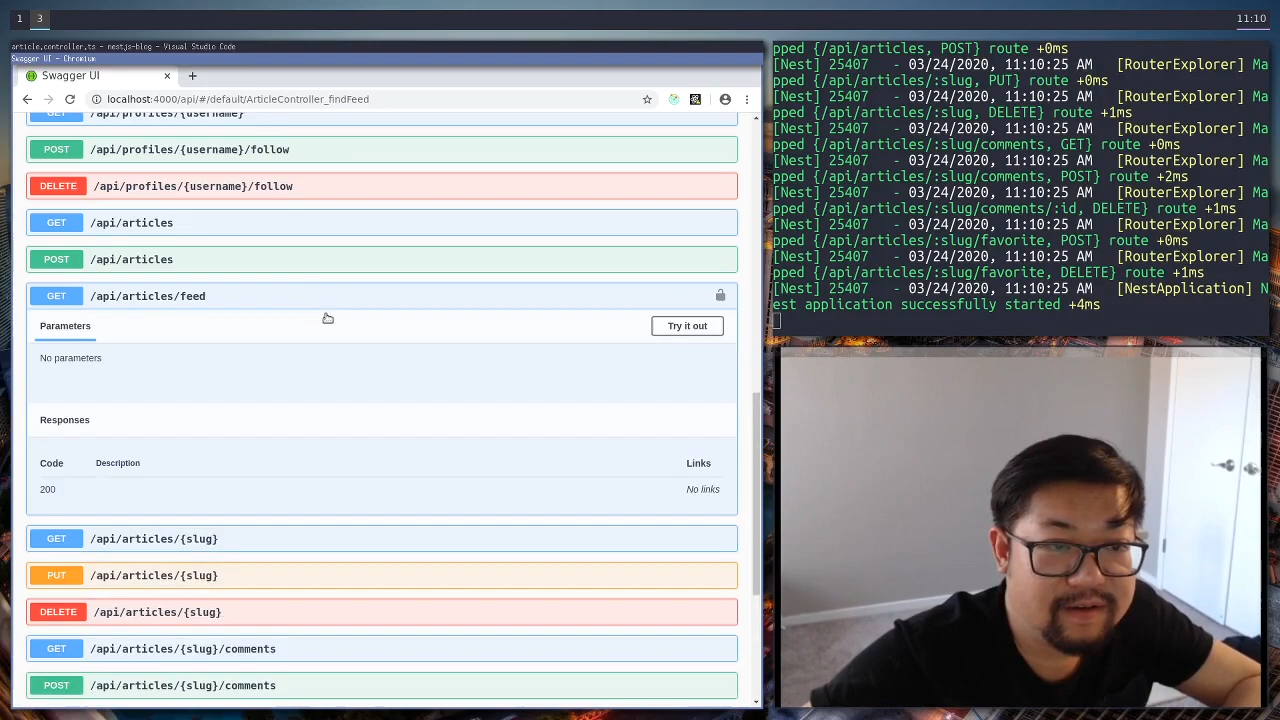 1
3
11:10
article.controller.ts - nestjs-blog - Visual Studio Code
Swagger UI - Chromium
Swagger UI
localhost:4000/api/#/default/ArticleController_findFeed
GET /api/profiles/{username}
POST /api/profiles/{username}/follow
DELETE /api/profiles/{username}/follow
GET /api/articles
POST /api/articles
GET /api/articles/feed
Parameters
Try it out
No parameters
Responses
Code Description Links
200 No links
GET /api/articles/{slug}
PUT /api/articles/{slug}
DELETE /api/articles/{slug}
GET /api/articles/{slug}/comments
POST /api/articles/{slug}/comments
pped {/api/articles, POST} route +0ms
[Nest] 25407 - 03/24/2020, 11:10:25 AM [RouterExplorer] Ma
pped {/api/articles/:slug, PUT} route +0ms
[Nest] 25407 - 03/24/2020, 11:10:25 AM [RouterExplorer] Ma
pped {/api/articles/:slug, DELETE} route +1ms
[Nest] 25407 - 03/24/2020, 11:10:25 AM [RouterExplorer] Ma
pped {/api/articles/:slug/comments, GET} route +0ms
[Nest] 25407 - 03/24/2020, 11:10:25 AM [RouterExplorer] Ma
pped {/api/articles/:slug/comments, POST} route +2ms
[Nest] 25407 - 03/24/2020, 11:10:25 AM [RouterExplorer] Ma
pped {/api/articles/:slug/comments/:id, DELETE} route +1ms
[Nest] 25407 - 03/24/2020, 11:10:25 AM [RouterExplorer] Ma
pped {/api/articles/:slug/favorite, POST} route +0ms
[Nest] 25407 - 03/24/2020, 11:10:25 AM [RouterExplorer] Ma
pped {/api/articles/:slug/favorite, DELETE} route +1ms
[Nest] 25407 - 03/24/2020, 11:10:25 AM [NestApplication] N
est application successfully started +4ms